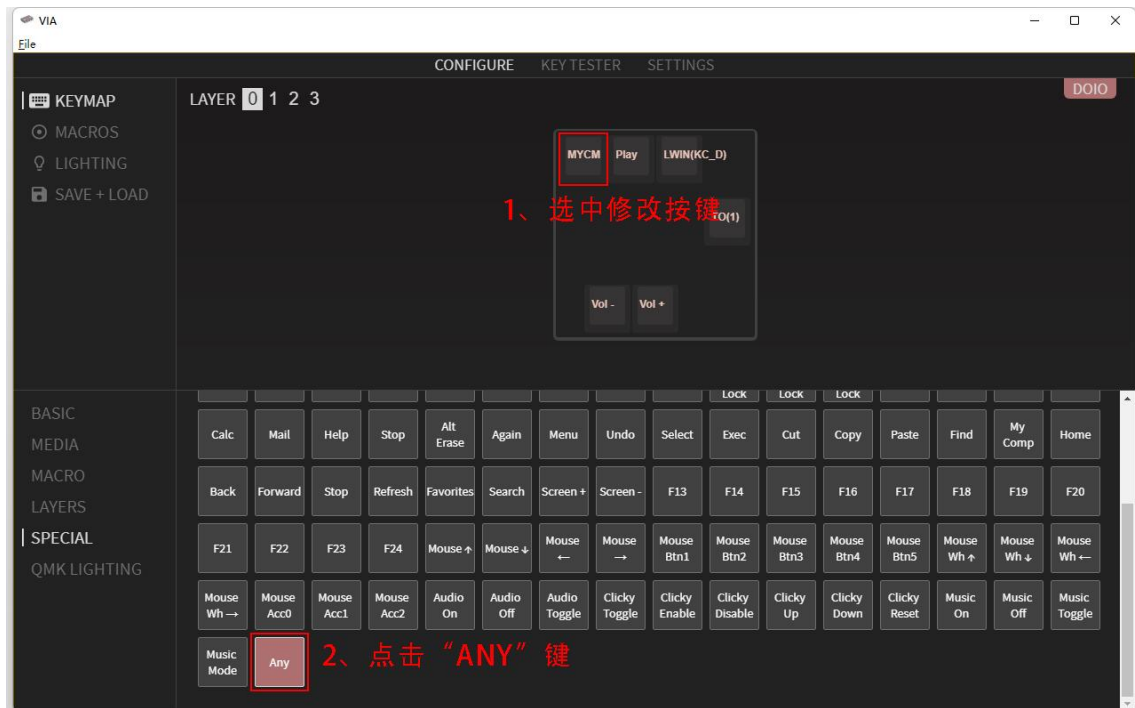 VIA
File
CONFIGURE KEY TESTER SETTINGS
KEYMAP
MACROS
LIGHTING
SAVE + LOAD
LAYER 0 1 2 3
DOIO
MYCM Play LWIN(KC_D)
1、选中修改按键
TO(1)
Vol - Vol +
BASIC
MEDIA
MACRO
LAYERS
SPECIAL
QMK LIGHTING
Lock Lock Lock
Calc Mail Help Stop Alt Erase Again Menu Undo Select Exec Cut Copy Paste Find My Comp Home
Back Forward Stop Refresh Favorites Search Screen + Screen - F13 F14 F15 F16 F17 F18 F19 F20
F21 F22 F23 F24 Mouse ↑ Mouse ↓ Mouse ← Mouse → Mouse Btn1 Mouse Btn2 Mouse Btn3 Mouse Btn4 Mouse Btn5 Mouse Wh ↑ Mouse Wh ↓ Mouse Wh ←
Mouse Wh → Mouse Acc0 Mouse Acc1 Mouse Acc2 Audio On Audio Off Audio Toggle Clicky Toggle Clicky Enable Clicky Disable Clicky Up Clicky Down Clicky Reset Music On Music Off Music Toggle
Music Mode Any
2、点击“ANY”键